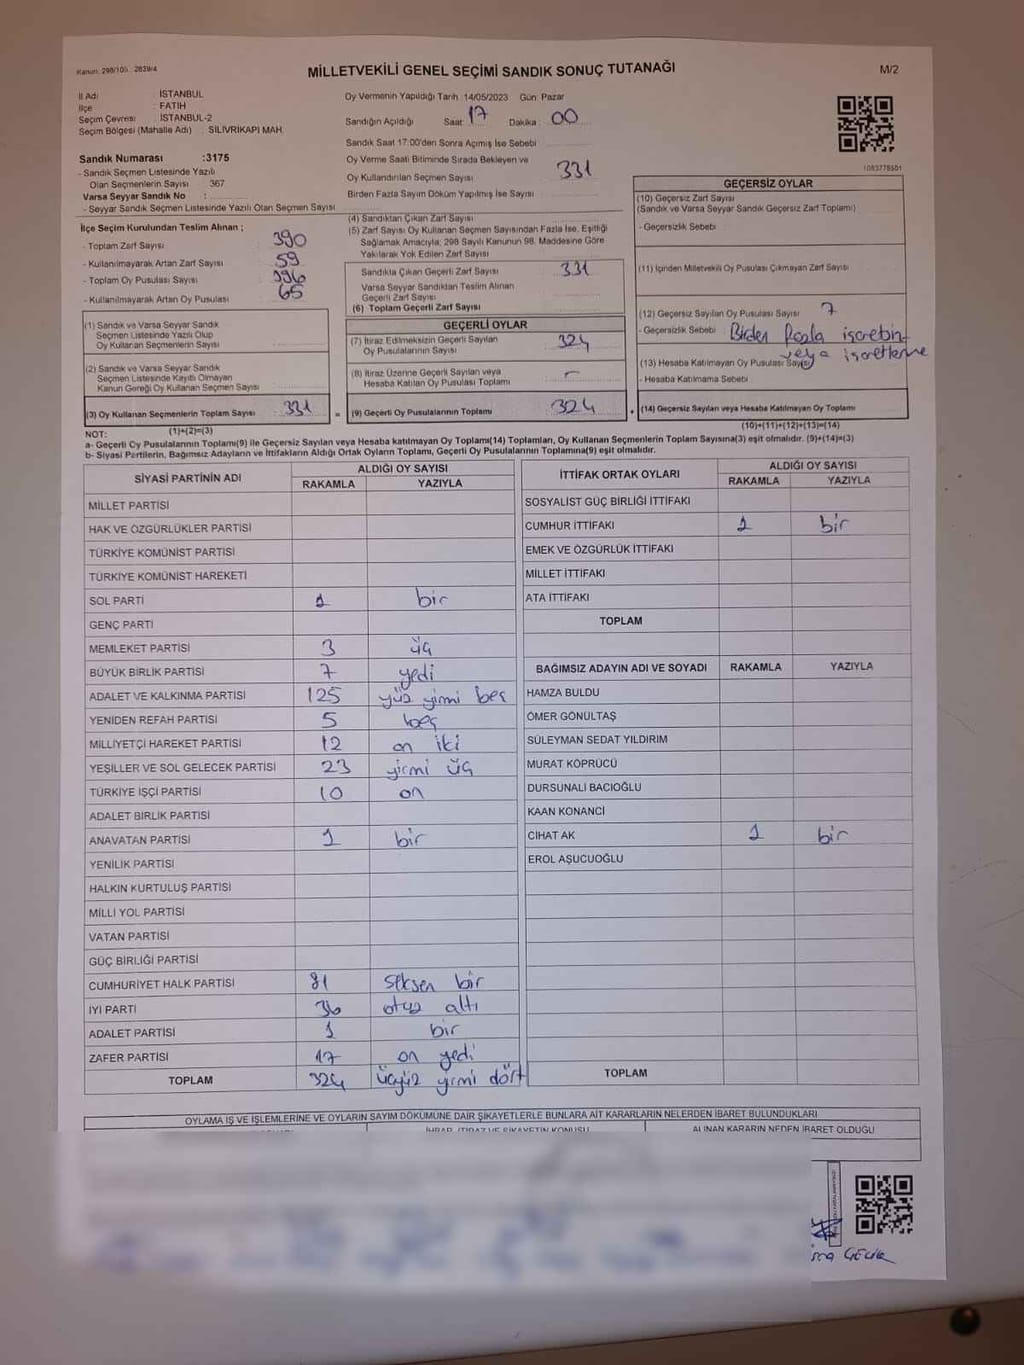 Kanun: 298/105 : 2839/4
MİLLETVEKİLİ GENEL SEÇİMİ SANDIK SONUÇ TUTANAĞI
M/2
İl Adı : İSTANBUL
İlçe : FATİH
Seçim Çevresi : İSTANBUL-2
Seçim Bölgesi (Mahalle Adı) : SİLİVRİKAPI MAH.
Sandık Numarası :3175
- Sandık Seçmen Listesinde Yazılı
Olan Seçmenlerin Sayısı : 367
Varsa Seyyar Sandık No :
- Seyyar Sandık Seçmen Listesinde Yazılı Olan Seçmen Sayısı
Oy Vermenin Yapıldığı Tarih :14/05/2023 Gün: Pazar
Sandığın Açıldığı Saat: 17 Dakika : 00
Sandık Saat 17:00'den Sonra Açımış İse Sebebi
Oy Verme Saati Bitiminde Sırada Bekleyen ve
Oy Kullandırılan Seçmen Sayısı 331
Birden Fazla Sayım Döküm Yapılmış İse Sayısı
1083778501
İlçe Seçim Kurulundan Teslim Alınan ;
- Toplam Zarf Sayısı 390
- Kullanılmayarak Artan Zarf Sayısı 59
- Toplam Oy Pusulası Sayısı 396
- Kullanılmayarak Artan Oy Pusulası 65
(1) Sandık ve Varsa Seyyar Sandık
Seçmen Listesinde Yazılı Olup
Oy Kullanan Seçmenlerin Sayısı
(2) Sandık ve Varsa Seyyar Sandık
Seçmen Listesinde Kayıtlı Olmayan
Kanun Gereği Oy Kullanan Seçmen Sayısı
(3) Oy Kullanan Seçmenlerin Toplam Sayısı 331
(1)+(2)=(3)
(4) Sandıktan Çıkan Zarf Sayısı
(5) Zarf Sayısı Oy Kullanan Seçmen Sayısından Fazla İse, Eşitliği
Sağlamak Amacıyla; 298 Sayılı Kanunun 98. Maddesine Göre
Yakılarak Yok Edilen Zarf Sayısı
Sandıkta Çıkan Geçerli Zarf Sayısı 331
Varsa Seyyar Sandıktan Teslim Alınan
Geçerli Zarf Sayısı
(6) Toplam Geçerli Zarf Sayısı
GEÇERLİ OYLAR
(7) İtiraz Edilmeksizin Geçerli Sayılan
Oy Pusulalarının Sayısı 324
(8) İtiraz Üzerine Geçerli Sayılan veya
Hesaba Katılan Oy Pusulası Toplamı –
= (9) Geçerli Oy Pusulalarının Toplamı 324
GEÇERSİZ OYLAR
(10) Geçersiz Zarf Sayısı
(Sandık ve Varsa Seyyar Sandık Geçersiz Zarf Toplamı)
- Geçersizlik Sebebi
(11) İçinden Milletvekili Oy Pusulası Çıkmayan Zarf Sayısı
(12) Geçersiz Sayılan Oy Pusulası Sayısı 7
- Geçersizlik Sebebi : Birden fazla
veya işaretleme
(13) Hesaba Katılmayan Oy Pusulası Sayısı
- Hesaba Katılmama Sebebi
+ (14) Geçersiz Sayılan veya Hesaba Katılmayan Oy Toplamı
(10)+(11)+(12)+(13)=(14)
NOT:
a- Geçerli Oy Pusulalarının Toplamı(9) ile Geçersiz Sayılan veya Hesaba katılmayan Oy Toplamı(14) Toplamları, Oy Kullanan Seçmenlerin Toplam Sayısına(3) eşit olmalıdır. (9)+(14)=(3)
b- Siyasi Partilerin, Bağımsız Adayların ve İttifakların Aldığı Ortak Oyların Toplamı, Geçerli Oy Pusulalarının Toplamına(9) eşit olmalıdır.
SİYASİ PARTİNİN ADI ALDIĞI OY SAYISI
RAKAMLA YAZIYLA
MİLLET PARTİSİ
HAK VE ÖZGÜRLÜKLER PARTİSİ
TÜRKİYE KOMÜNİST PARTİSİ
TÜRKİYE KOMÜNİST HAREKETİ
SOL PARTİ 1 bir
GENÇ PARTİ
MEMLEKET PARTİSİ 3 üç
BÜYÜK BİRLİK PARTİSİ 7 yedi
ADALET VE KALKINMA PARTİSİ 125 yüz yirmi beş
YENİDEN REFAH PARTİSİ 5 beş
MİLLİYETÇİ HAREKET PARTİSİ 12 on iki
YEŞİLLER VE SOL GELECEK PARTİSİ 23 yirmi üç
TÜRKİYE İŞÇİ PARTİSİ 10 on
ADALET BİRLİK PARTİSİ
ANAVATAN PARTİSİ 1 bir
YENİLİK PARTİSİ
HALKIN KURTULUŞ PARTİSİ
MİLLİ YOL PARTİSİ
VATAN PARTİSİ
GÜÇ BİRLİĞİ PARTİSİ
CUMHURİYET HALK PARTİSİ 81 seksen bir
İYİ PARTİ 36 otuz altı
ADALET PARTİSİ 1 bir
ZAFER PARTİSİ 17 on yedi
TOPLAM 324 üçyüz yirmi dört
İTTİFAK ORTAK OYLARI ALDIĞI OY SAYISI
RAKAMLA YAZIYLA
SOSYALİST GÜÇ BİRLİĞİ İTTİFAKI
CUMHUR İTTİFAKI 1 bir
EMEK VE ÖZGÜRLÜK İTTİFAKI
MİLLET İTTİFAKI
ATA İTTİFAKI
TOPLAM
BAĞIMSIZ ADAYIN ADI VE SOYADI RAKAMLA YAZIYLA
HAMZA BULDU
ÖMER GÖNÜLTAŞ
SÜLEYMAN SEDAT YILDIRIM
MURAT KÖPRÜCÜ
DURSUNALİ BACIOĞLU
KAAN KONANCİ
CİHAT AK 1 bir
EROL AŞUCUOĞLU
TOPLAM
OYLAMA İŞ VE İŞLEMLERİNE VE OYLARIN SAYIM DÖKÜMÜNE DAİR ŞİKAYETLERLE BUNLARA AİT KARARLARIN NELERDEN İBARET BULUNDUKLARI
İHBAR, İTİRAZ VE ŞİKAYETİN KONUSU
ALINAN KARARIN NEDEN İBARET OLDUĞU